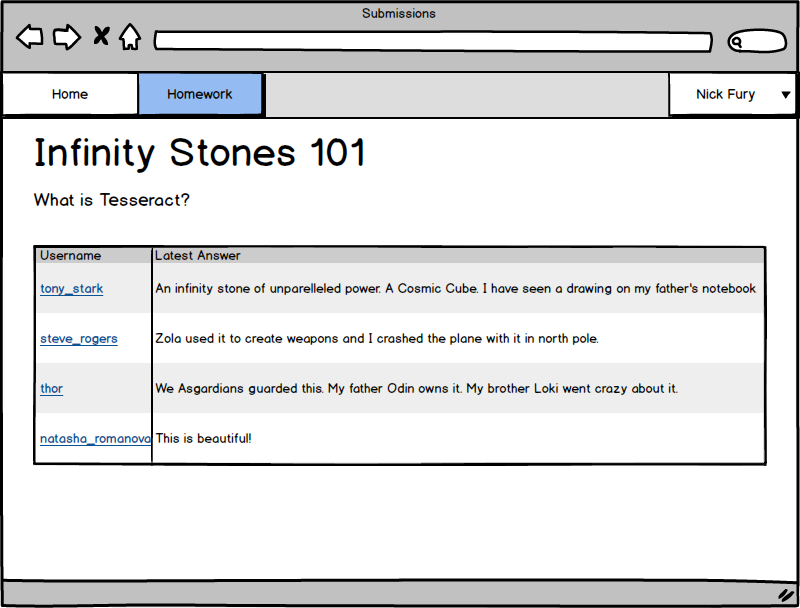 Submissions
Home Homework Nick Fury
Infinity Stones 101
What is Tesseract?
Username Latest Answer
tony_stark An infinity stone of unparelleled power. A Cosmic Cube. I have seen a drawing on my father's notebook
steve_rogers Zola used it to create weapons and I crashed the plane with it in north pole.
thor We Asgardians guarded this. My father Odin owns it. My brother Loki went crazy about it.
natasha_romanova This is beautiful!